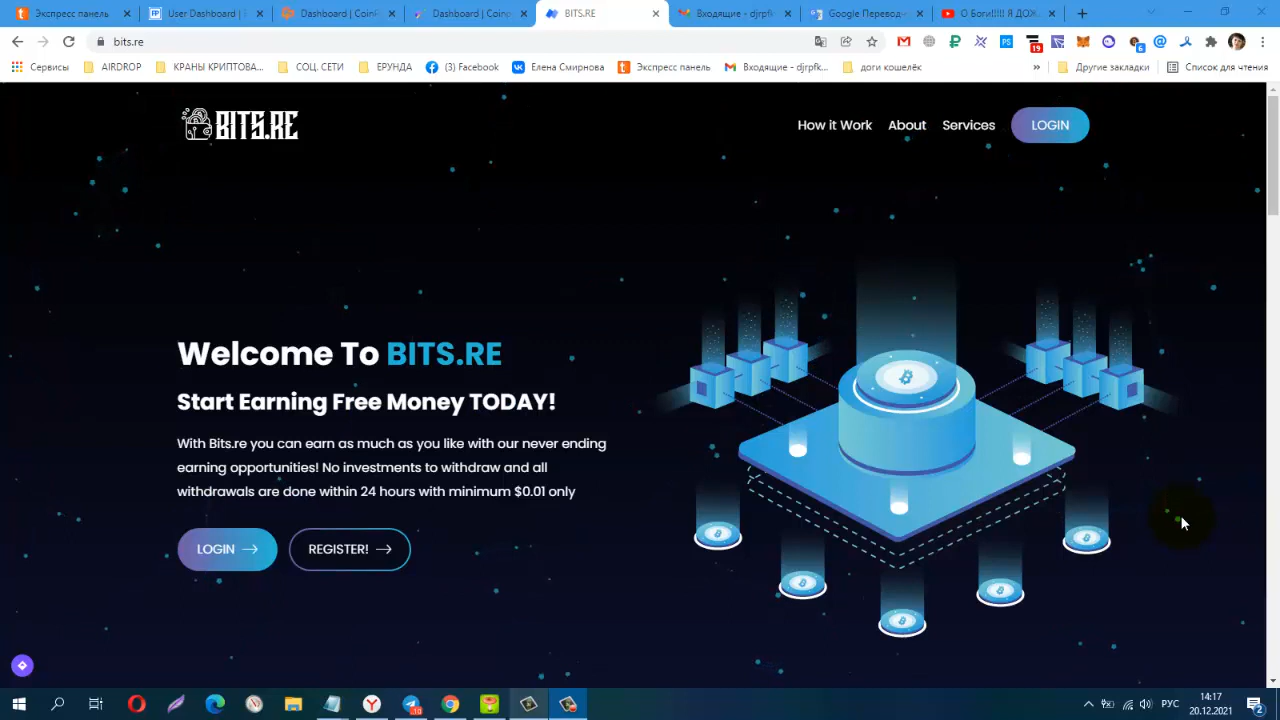 Экспресс панель
User Dashboard | 
Dashboard | CoinP
Dashboard | Coino
BITS.RE
Входящие - djrpfk
Google Переводч
О Боги!!!! Я ДОЖ
bits.re
19
6
Сервисы
AIRDROP
КРАНЫ КРИПТОВА...
СОЦ. СЕТИ
ЕРУНДА
(3) Facebook
Елена Смирнова
Экспресс панель
Входящие - djrpfk...
доги кошелёк
»
Другие закладки
Список для чтения
BITS.RE
How it Work
About
Services
LOGIN
Welcome To BITS.RE
Start Earning Free Money TODAY!
With Bits.re you can earn as much as you like with our never ending
earning opportunities! No investments to withdraw and all
withdrawals are done within 24 hours with minimum $0.01 only
LOGIN
REGISTER!
РУС
14:17
20.12.2021
2